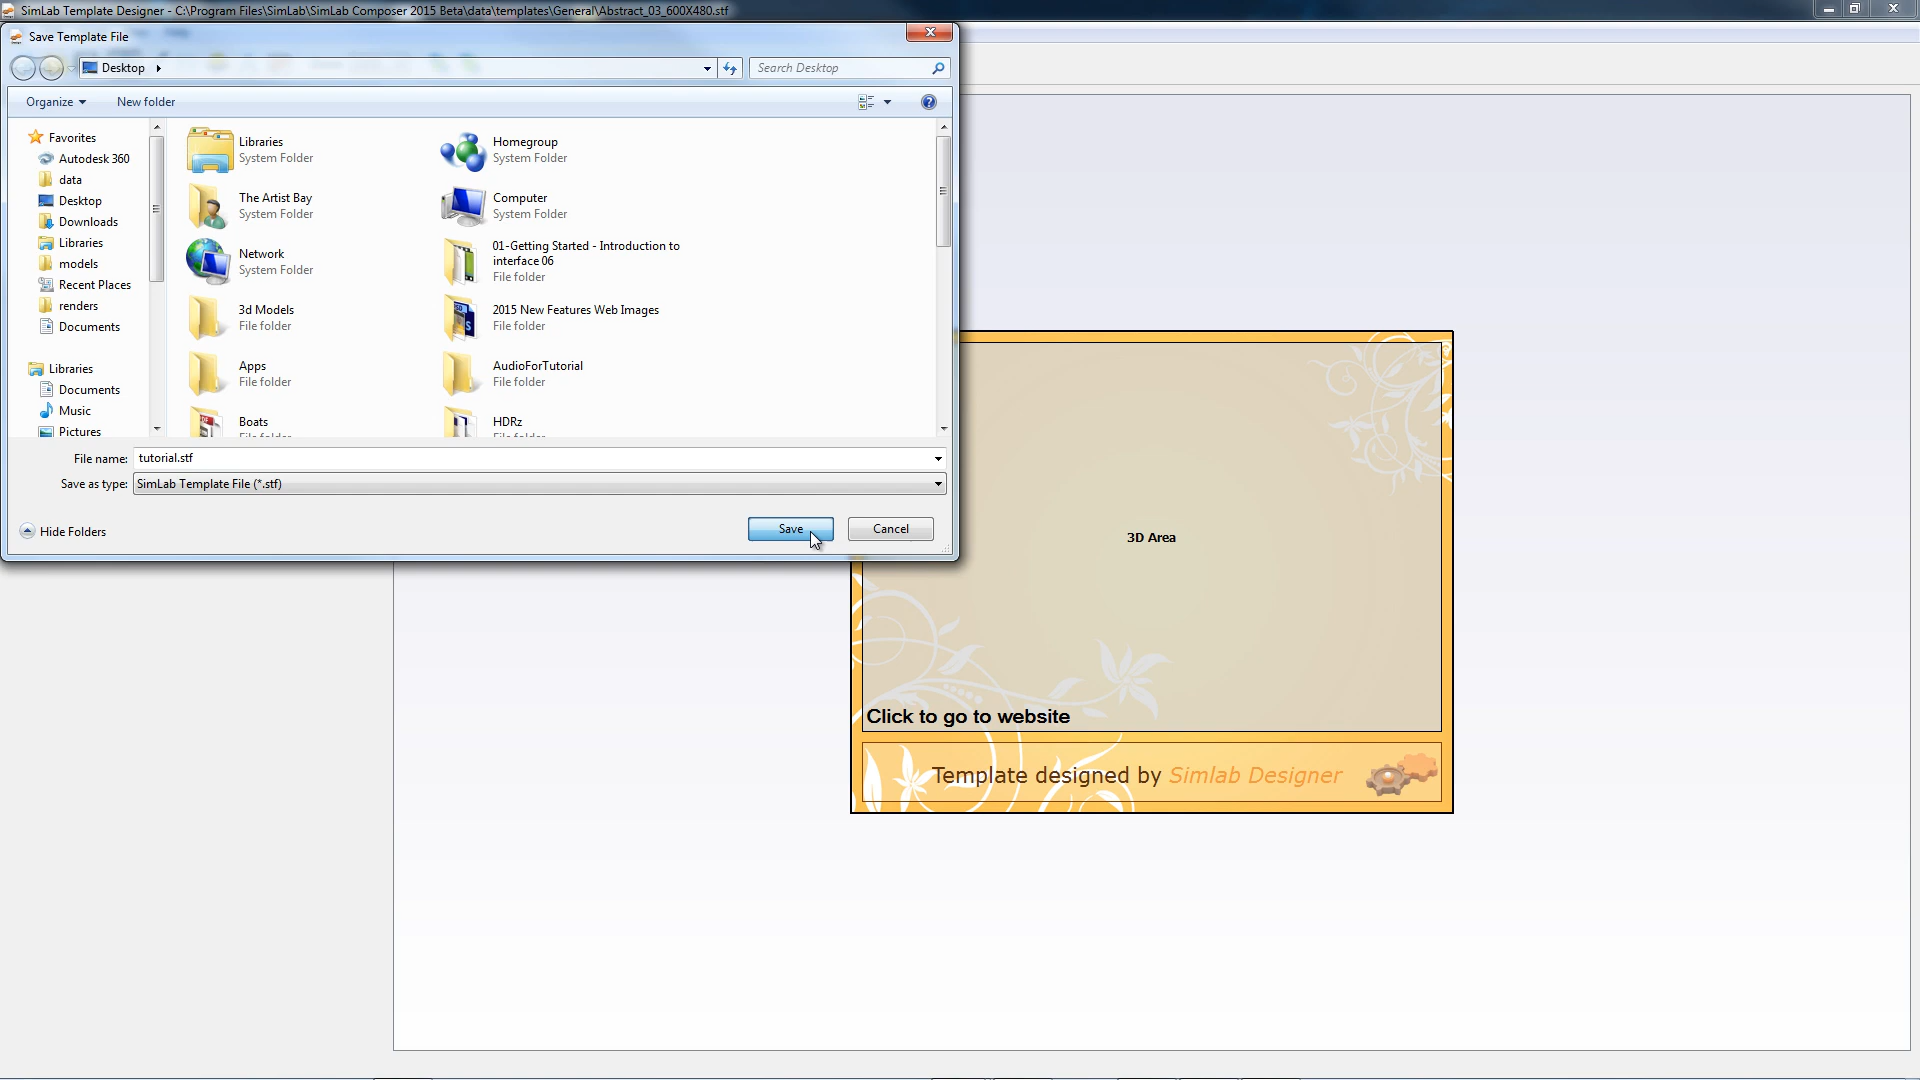 SimLab Template Designer - C:\Program Files\SimLab\SimLab Composer 2015 Beta\data\templates\General\Abstract_03_600X480.stf
Save Template File
Desktop
Search Desktop
Organize
New folder
Favorites
Autodesk 360
data
Desktop
Downloads
Libraries
models
Recent Places
renders
Documents
Libraries
Documents
Music
Pictures
Libraries
System Folder
Homegroup
System Folder
The Artist Bay
System Folder
Computer
System Folder
Network
System Folder
01-Getting Started - Introduction to
interface 06
File folder
3d Models
File folder
2015 New Features Web Images
File folder
Apps
File folder
AudioForTutorial
File folder
Boats
HDRz
File name: tutorial.stf
Save as type: SimLab Template File (*.stf)
Hide Folders
Save
Cancel
3D Area
Click to go to website
Template designed by Simlab Designer